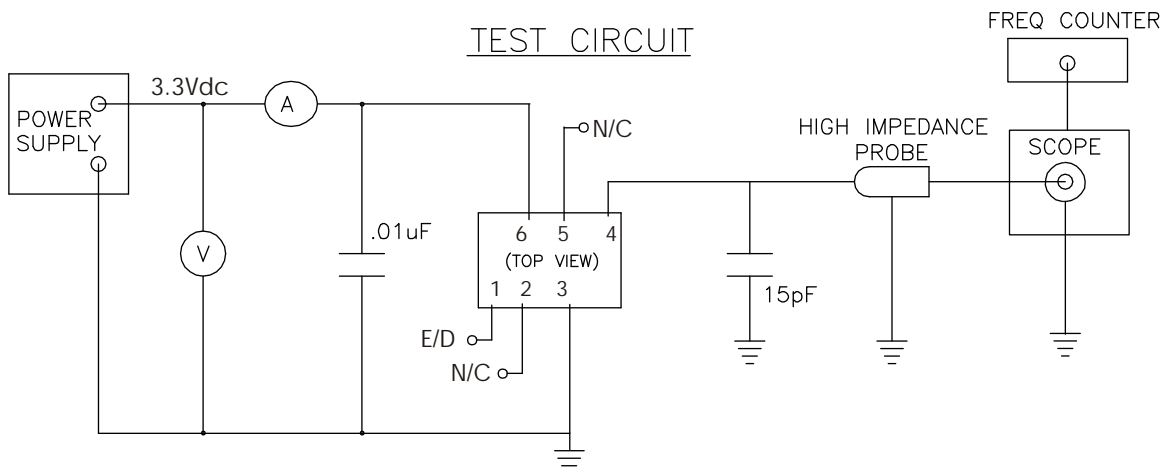 TEST CIRCUIT
FREQ COUNTER
3.3Vdc
A
POWER
SUPPLY
N/C
HIGH IMPEDANCE
PROBE
SCOPE
V
.01uF
6 5 4
(TOP VIEW)
1 2 3
15pF
E/D
N/C